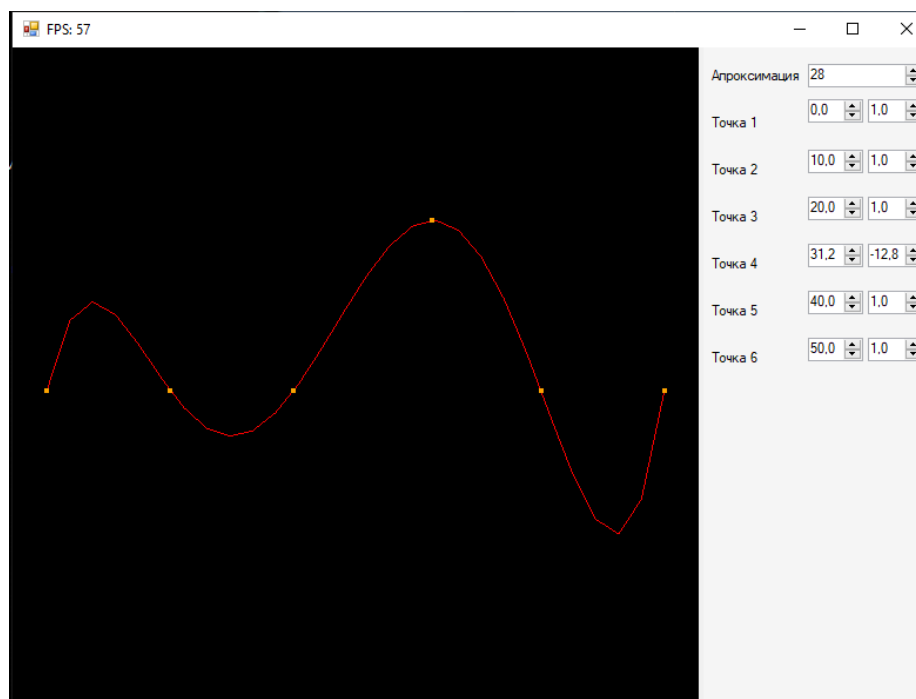 FPS: 57
Апроксимация 28
Точка 1 0,0 1,0
Точка 2 10,0 1,0
Точка 3 20,0 1,0
Точка 4 31,2 -12,8
Точка 5 40,0 1,0
Точка 6 50,0 1,0